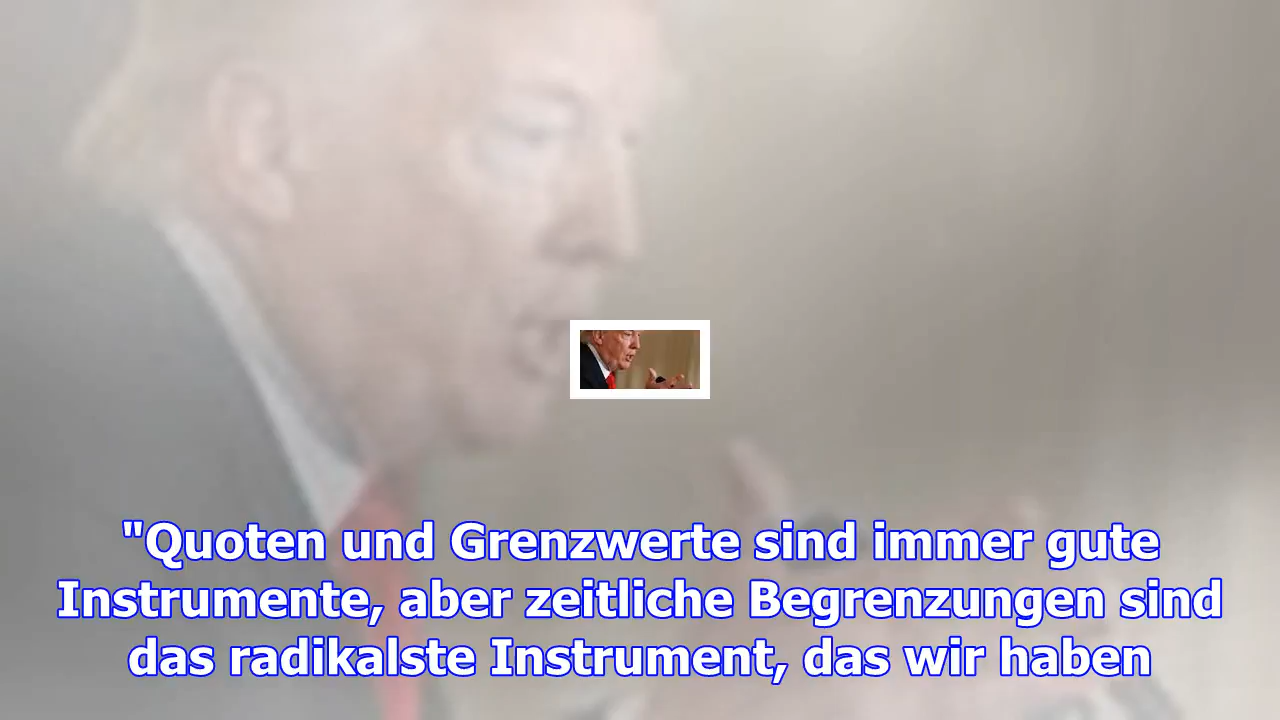 "Quoten und Grenzwerte sind immer gute
Instrumente, aber zeitliche Begrenzungen sind
das radikalste Instrument, das wir haben